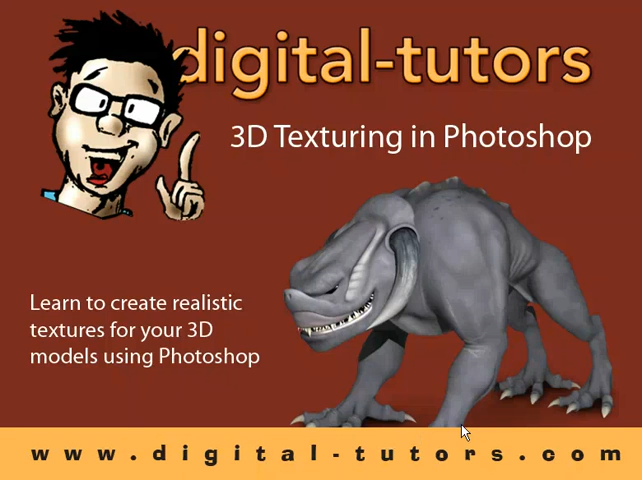 digital-tutors
3D Texturing in Photoshop
Learn to create realistic
textures for your 3D
models using Photoshop
www.digital-tutors.com